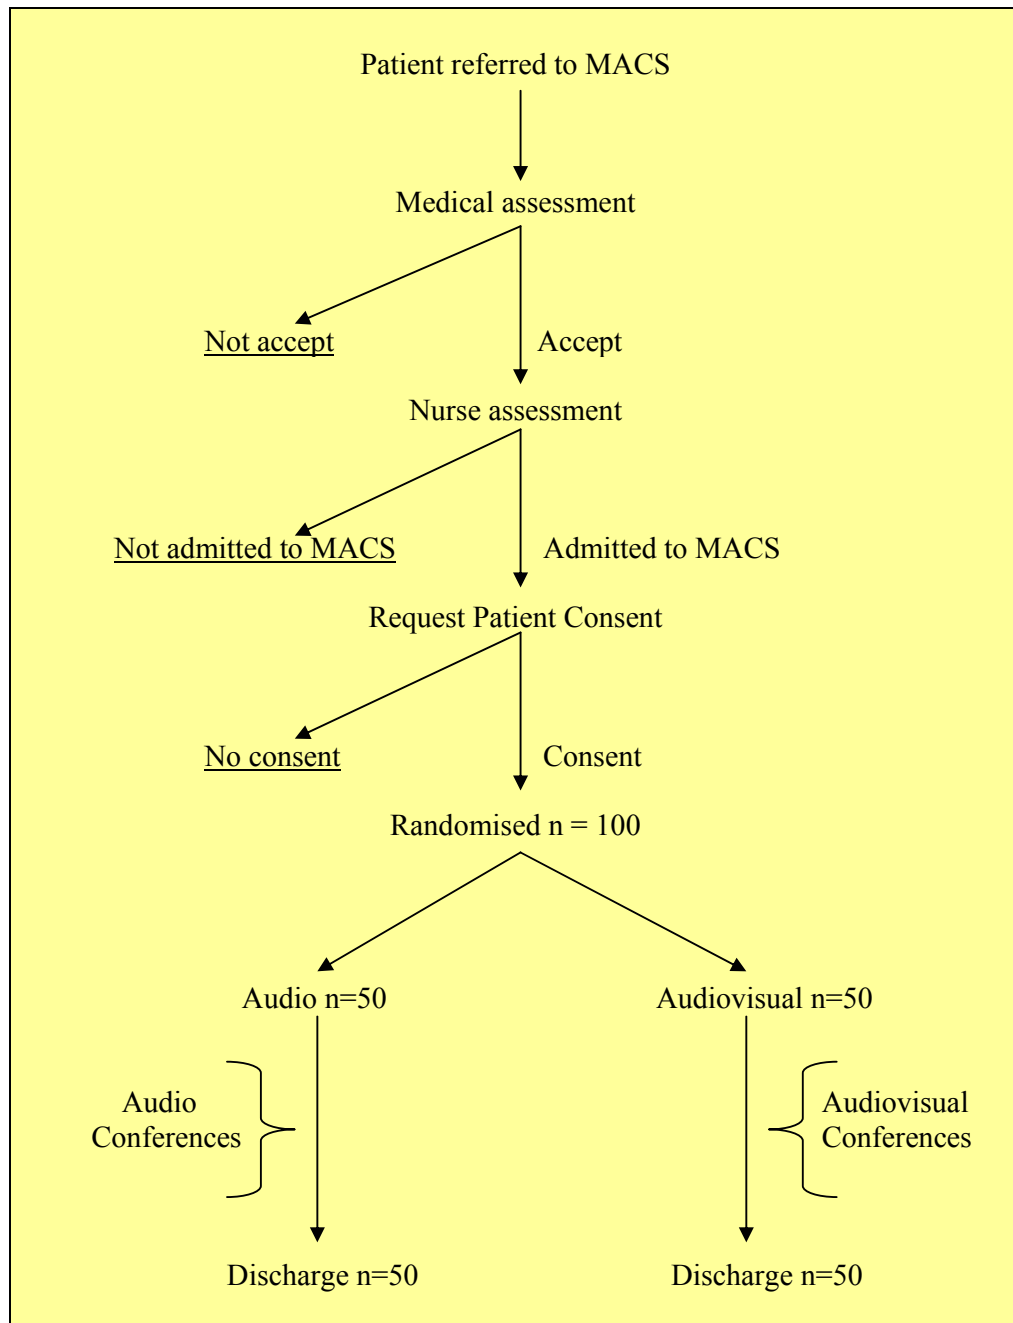 Patient referred to MACS
Medical assessment
Not accept
Accept
Nurse assessment
Not admitted to MACS
Admitted to MACS
Request Patient Consent
No consent
Consent
Randomised n = 100
Audio n=50
Audiovisual n=50
Audio
Conferences
Audiovisual
Conferences
Discharge n=50
Discharge n=50